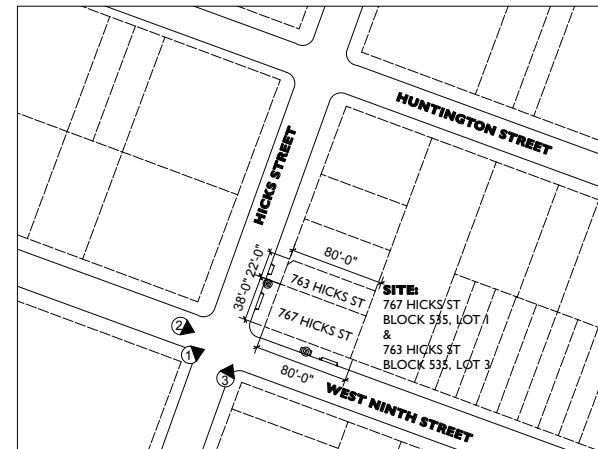 HUNTINGTON STREET
HICKS STREET
80'-0"
22'-0"
38'-0"
763 HICKS ST
767 HICKS ST
SITE:
767 HICKS ST
BLOCK 535, LOT 1
&
763 HICKS ST
BLOCK 535, LOT 3
2
1
3
80'-0"
WEST NINTH STREET